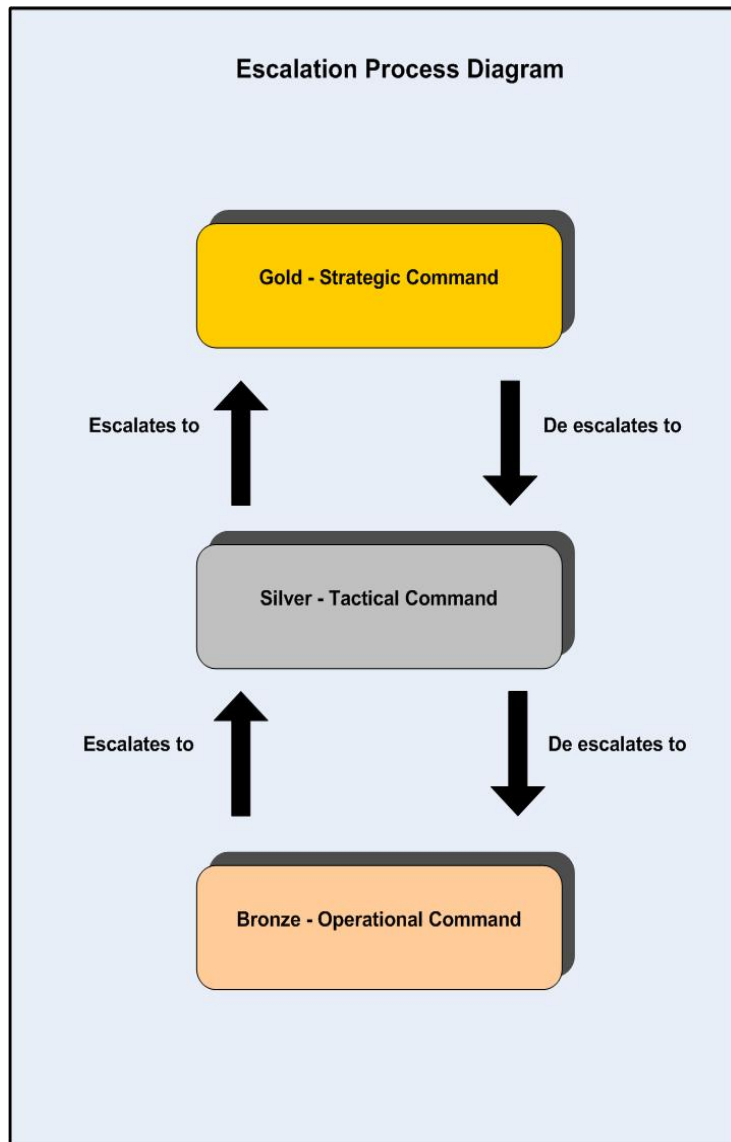 Escalation Process Diagram
Gold - Strategic Command
Escalates to
De escalates to
Silver - Tactical Command
Escalates to
De escalates to
Bronze - Operational Command